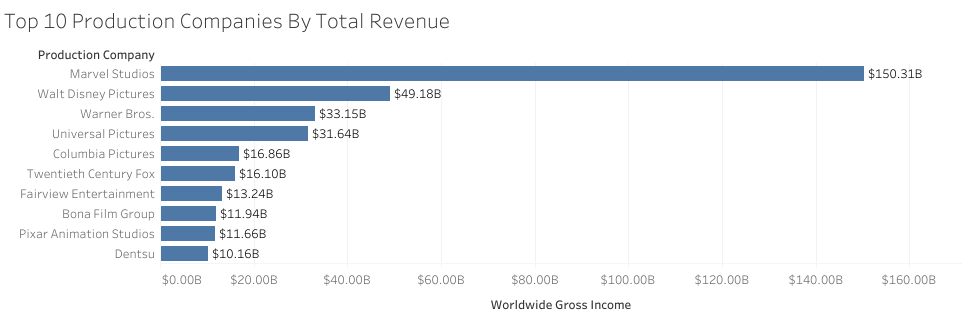 Top 10 Production Companies By Total Revenue
Production Company
Marvel Studios $150.31B
Walt Disney Pictures $49.18B
Warner Bros. $33.15B
Universal Pictures $31.64B
Columbia Pictures $16.86B
Twentieth Century Fox $16.10B
Fairview Entertainment $13.24B
Bona Film Group $11.94B
Pixar Animation Studios $11.66B
Dentsu $10.16B
$0.00B $20.00B $40.00B $60.00B $80.00B $100.00B $120.00B $140.00B $160.00B
Worldwide Gross Income